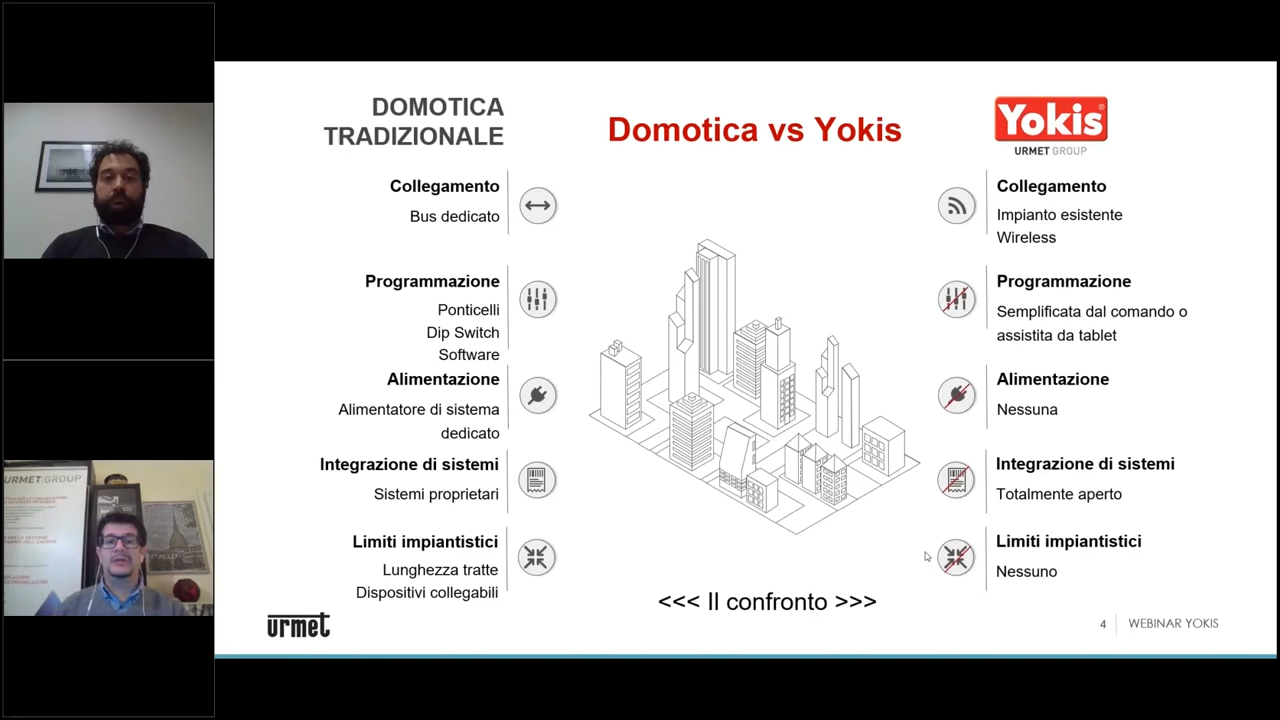 DOMOTICA
TRADIZIONALE
Domotica vs Yokis
Yokis®
URMET GROUP
Collegamento
Bus dedicato
Programmazione
Ponticelli
Dip Switch
Software
Alimentazione
Alimentatore di sistema
dedicato
Integrazione di sistemi
Sistemi proprietari
Limiti impiantistici
Lunghezza tratte
Dispositivi collegabili
Collegamento
Impianto esistente
Wireless
Programmazione
Semplificata dal comando o
assistita da tablet
Alimentazione
Nessuna
Integrazione di sistemi
Totalmente aperto
Limiti impiantistici
Nessuno
<<< Il confronto >>>
urmet
4
WEBINAR YOKIS
URMET GROUP